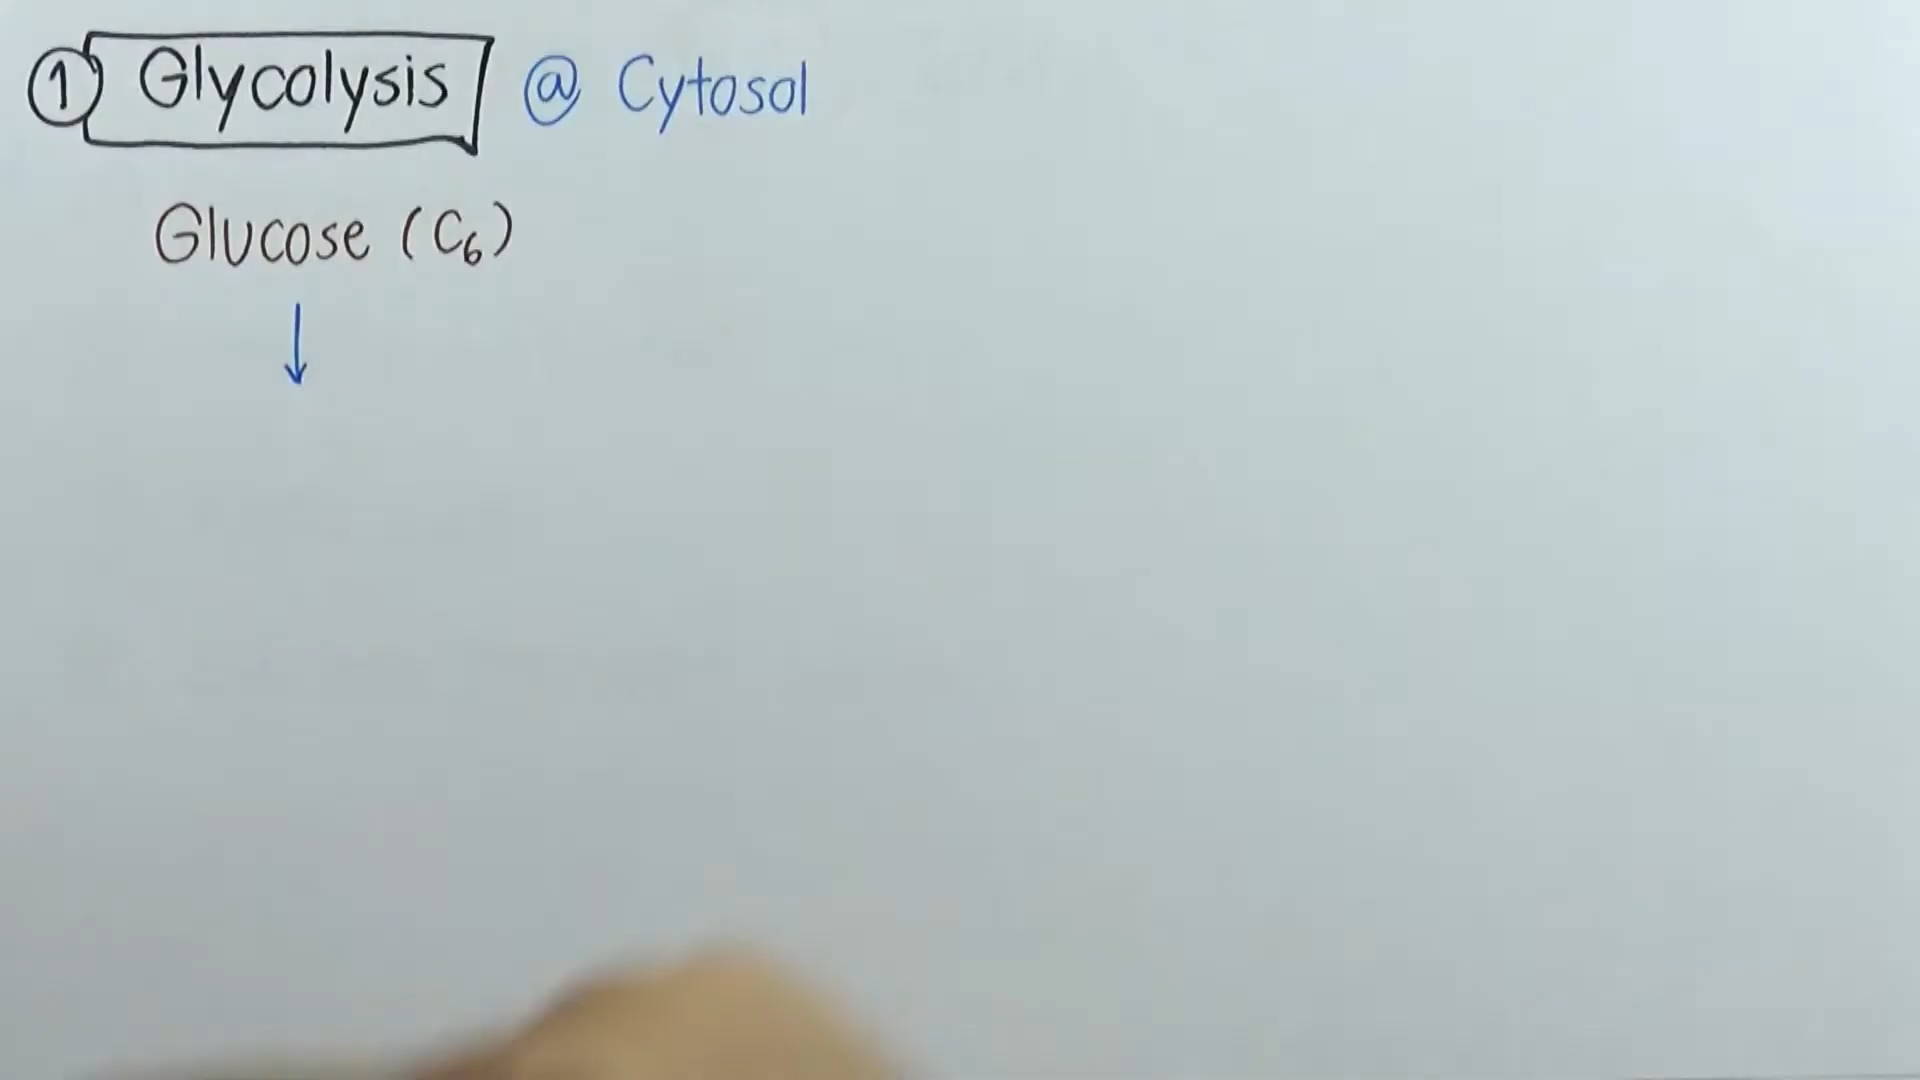 ① Glycolysis @ Cytosol
Glucose (C₆)
↓